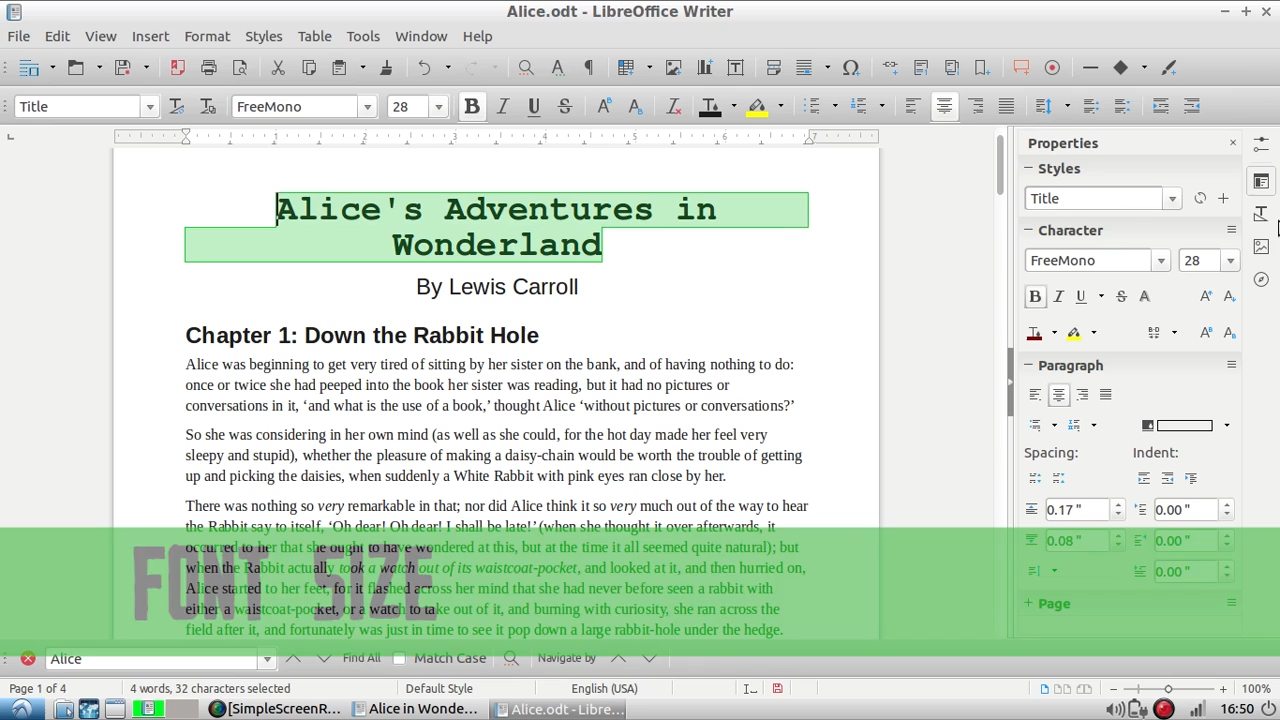 Alice.odt - LibreOffice Writer
File Edit View Insert Format Styles Table Tools Window Help
Title FreeMono 28
1 1 2 3 4 5 6 7
Alice's Adventures in
Wonderland
By Lewis Carroll
Chapter 1: Down the Rabbit Hole
Alice was beginning to get very tired of sitting by her sister on the bank, and of having nothing to do:
once or twice she had peeped into the book her sister was reading, but it had no pictures or
conversations in it, ‘and what is the use of a book,’ thought Alice ‘without pictures or conversations?’
So she was considering in her own mind (as well as she could, for the hot day made her feel very
sleepy and stupid), whether the pleasure of making a daisy-chain would be worth the trouble of getting
up and picking the daisies, when suddenly a White Rabbit with pink eyes ran close by her.
There was nothing so very remarkable in that; nor did Alice think it so very much out of the way to hear
the Rabbit say to itself, ‘Oh dear! Oh dear! I shall be late!’ (when she thought it over afterwards, it
occurred to her that she ought to have wondered at this, but at the time it all seemed quite natural); but
when the Rabbit actually took a watch out of its waistcoat-pocket, and looked at it, and then hurried on,
Alice started to her feet, for it flashed across her mind that she had never before seen a rabbit with
either a waistcoat-pocket, or a watch to take out of it, and burning with curiosity, she ran across the
field after it, and fortunately was just in time to see it pop down a large rabbit-hole under the hedge.
FONT SIZE
Properties
Styles
Title
Character
FreeMono 28
Paragraph
Spacing: Indent:
0.17 " 0.00 "
0.08 " 0.00 "
0.00 "
Page
Alice Find All Match Case Navigate by
Page 1 of 4 4 words, 32 characters selected Default Style English (USA) 100%
[SimpleScreenR... Alice in Wonde... Alice.odt - Libre... 16:50